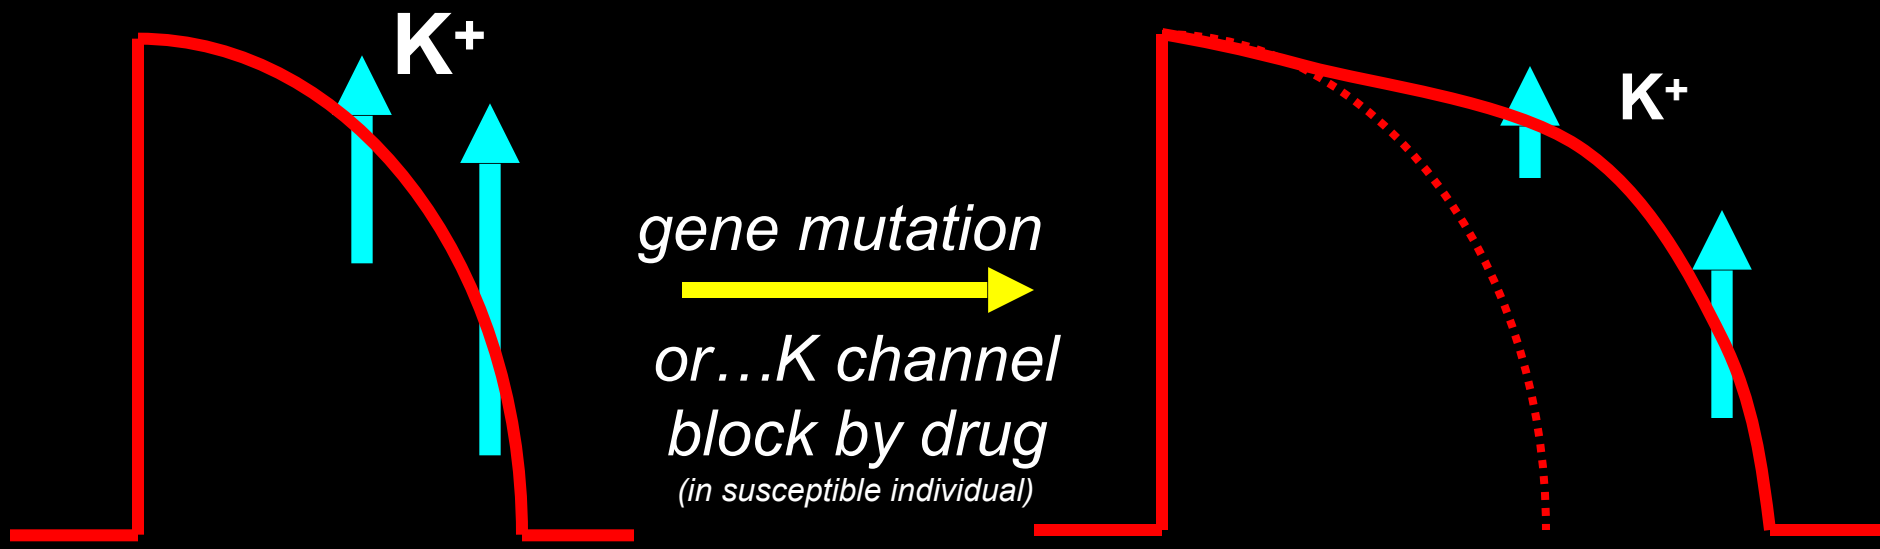 K⁺
K⁺
gene mutation
or…K channel
block by drug
(in susceptible individual)